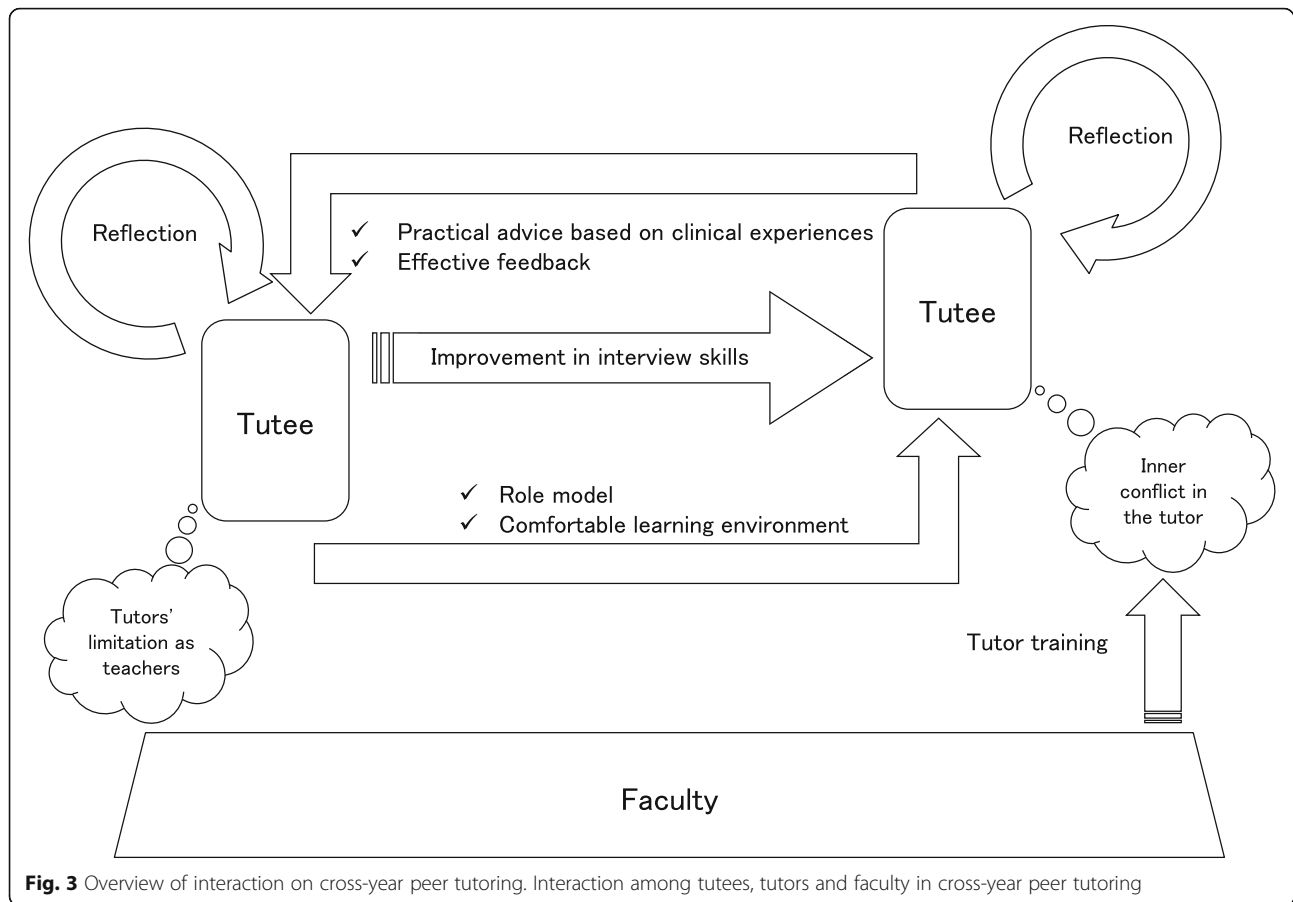 Reflection
Reflection
✓ Practical advice based on clinical experiences
✓ Effective feedback
Tutee
Improvement in interview skills
Tutee
✓ Role model
✓ Comfortable learning environment
Inner
conflict in
the tutor
Tutors'
limitation as
teachers
Tutor training
Faculty
Fig. 3 Overview of interaction on cross-year peer tutoring. Interaction among tutees, tutors and faculty in cross-year peer tutoring